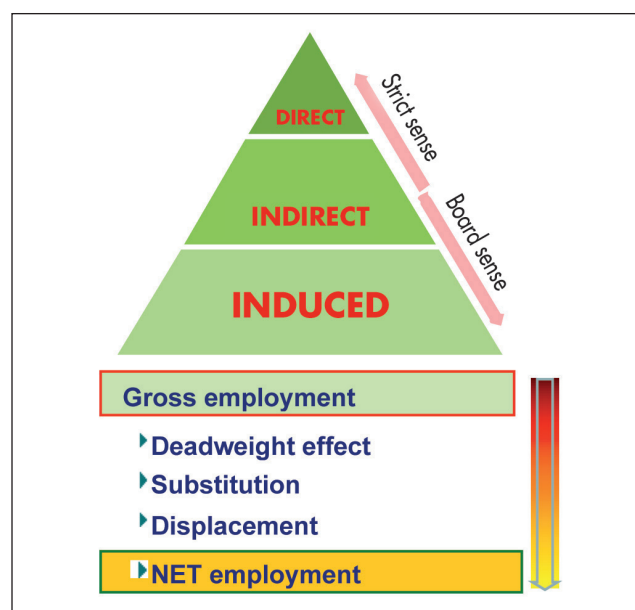 DIRECT
Strict sense
INDIRECT
Board sense
INDUCED
Gross employment
Deadweight effect
Substitution
Displacement
NET employment